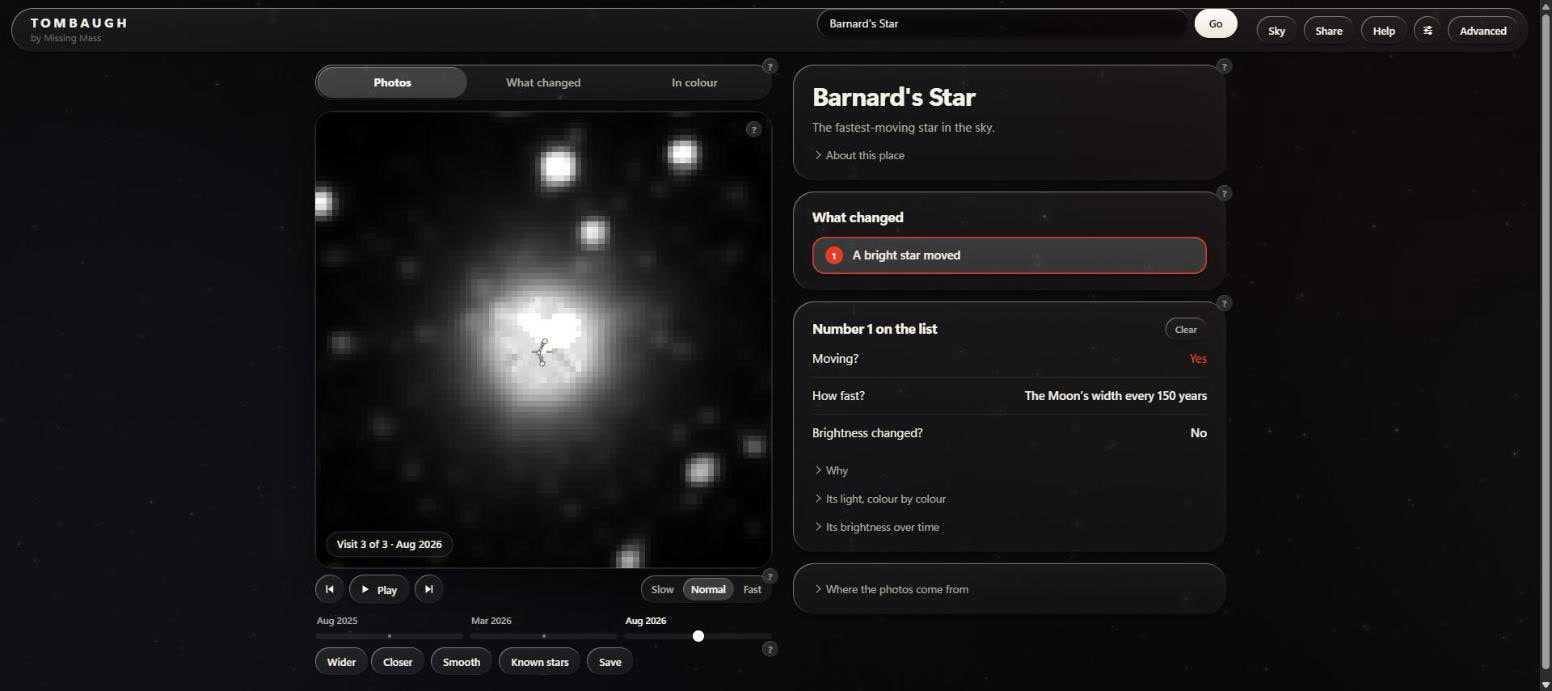 TOMBAUGH
by Missing Mass
Barnard's Star
Go
Sky
Share
Help
Advanced
Photos
What changed
In colour
?
?
Visit 3 of 3 · Aug 2026
Play
Slow
Normal
Fast
?
Aug 2025
Mar 2026
Aug 2026
Wider
Closer
Smooth
Known stars
Save
?
?
Barnard's Star
The fastest-moving star in the sky.
> About this place
?
What changed
1 A bright star moved
?
Number 1 on the list
Clear
Moving? Yes
How fast? The Moon's width every 150 years
Brightness changed? No
> Why
> Its light, colour by colour
> Its brightness over time
> Where the photos come from